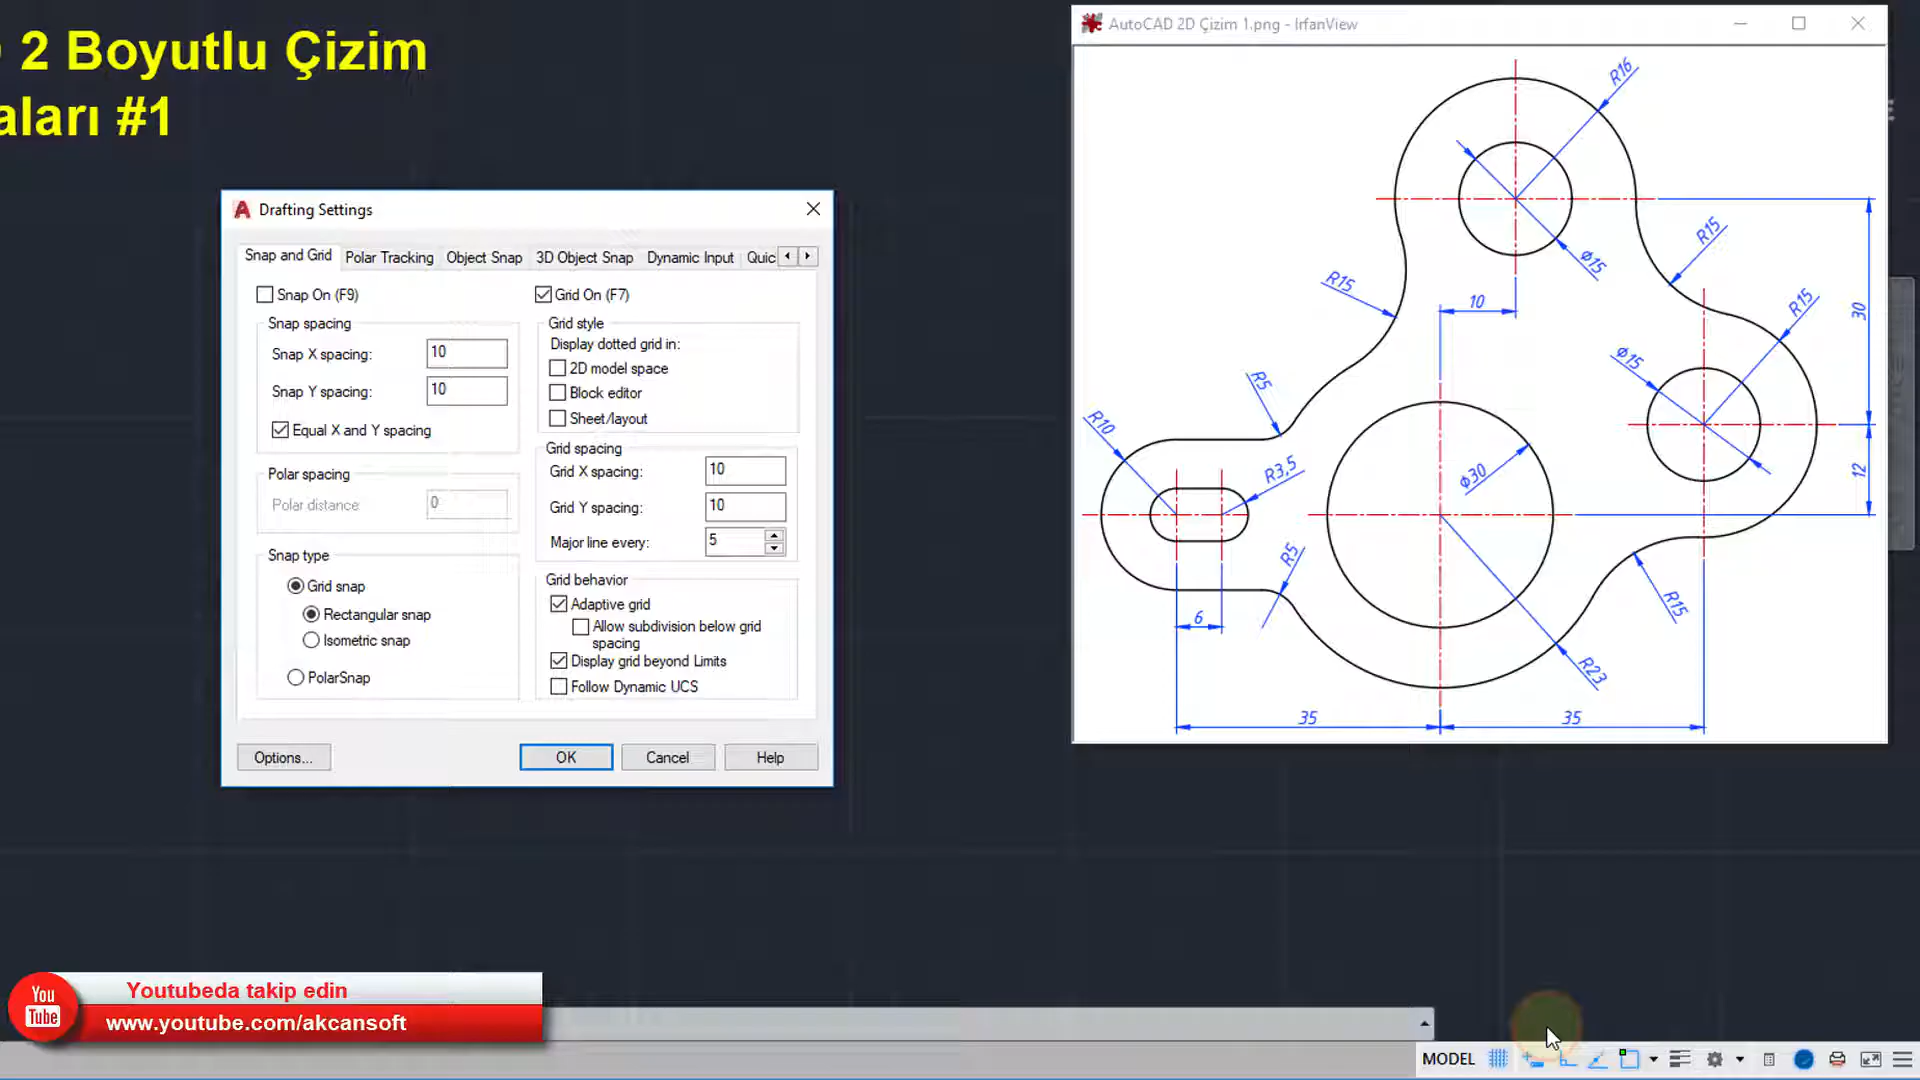 2 Boyutlu Çizim
aları #1
AutoCAD 2D Çizim 1.png - IrfanView
Drafting Settings
Snap and Grid
Polar Tracking
Object Snap
3D Object Snap
Dynamic Input
Quic
Snap On (F9)
Snap spacing
Snap X spacing: 10
Snap Y spacing: 10
Equal X and Y spacing
Polar spacing
Polar distance: 0
Snap type
Grid snap
Rectangular snap
Isometric snap
PolarSnap
Grid On (F7)
Grid style
Display dotted grid in:
2D model space
Block editor
Sheet/layout
Grid spacing
Grid X spacing: 10
Grid Y spacing: 10
Major line every: 5
Grid behavior
Adaptive grid
Allow subdivision below grid
spacing
Display grid beyond Limits
Follow Dynamic UCS
Options...
OK
Cancel
Help
R16
ϕ15
R15
R15
10
R15
30
ϕ15
R5
R10
R3,5
ϕ30
12
R5
R15
6
R23
35
35
You
Tube
Youtubeda takip edin
www.youtube.com/akcansoft
MODEL